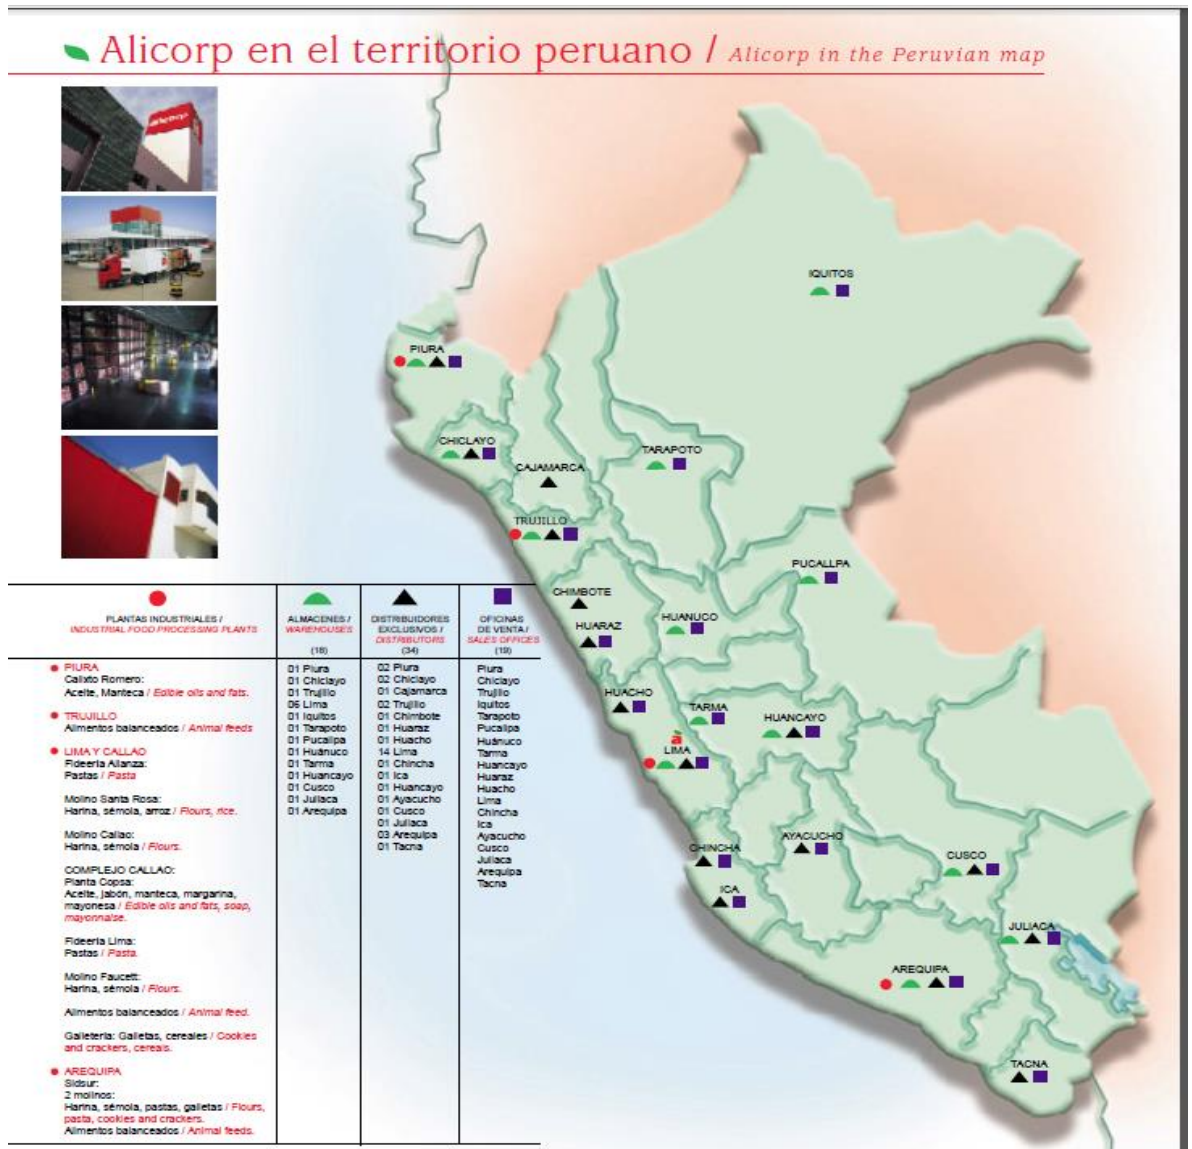 Alicorp en el territorio peruano / Alicorp in the Peruvian map
alicorp
IQUITOS
PIURA
CHICLAYO
TARAPOTO
CAJAMARCA
TRUJILLO
PUCALLPA
CHIMBOTE
HUANUCO
HUARAZ
HUACHO
TARMA
HUANCAYO
a
LIMA
AYACUCHO
CHINCHA
CUSCO
ICA
JULIACA
AREQUIPA
TACNA
PLANTAS INDUSTRIALES /
INDUSTRIAL FOOD PROCESSING PLANTS
PIURA
Calixto Romero:
Aceite, Manteca / Edible oils and fats.
TRUJILLO
Alimentos balanceados / Animal feeds
LIMA Y CALLAO
Fideería Alianza:
Pastas / Pasta
Molino Santa Rosa:
Harina, sémola, arroz / Flours, rice.
Molino Callao:
Harina, sémola / Flours.
COMPLEJO CALLAO:
Planta Copsa:
Aceite, jabón, manteca, margarina,
mayonesa / Edible oils and fats, soap,
mayonnaise.
Fideería Lima:
Pastas / Pasta.
Molino Faucett:
Harina, sémola / Flours.
Alimentos balanceados / Animal feed.
Galletería: Galletas, cereales / Cookies
and crackers, cereals.
AREQUIPA
Sidsur:
2 molinos:
Harina, sémola, pastas, galletas / Flours,
pasta, cookies and crackers.
Alimentos balanceados / Animal feeds.
ALMACENES /
WAREHOUSES
(18)
01 Piura
01 Chiclayo
01 Trujillo
06 Lima
01 Iquitos
01 Tarapoto
01 Pucallpa
01 Huánuco
01 Tarma
01 Huancayo
01 Cusco
01 Juliaca
01 Arequipa
DISTRIBUIDORES
EXCLUSIVOS /
DISTRIBUTORS
(34)
02 Piura
02 Chiclayo
01 Cajamarca
02 Trujillo
01 Chimbote
01 Huaraz
01 Huacho
14 Lima
01 Chincha
01 Ica
01 Huancayo
01 Ayacucho
01 Cusco
01 Juliaca
03 Arequipa
01 Tacna
OFICINAS
DE VENTA /
SALES OFFICES
(19)
Piura
Chiclayo
Trujillo
Iquitos
Tarapoto
Pucallpa
Huánuco
Tarma
Huancayo
Huaraz
Huacho
Lima
Chincha
Ica
Ayacucho
Cusco
Juliaca
Arequipa
Tacna